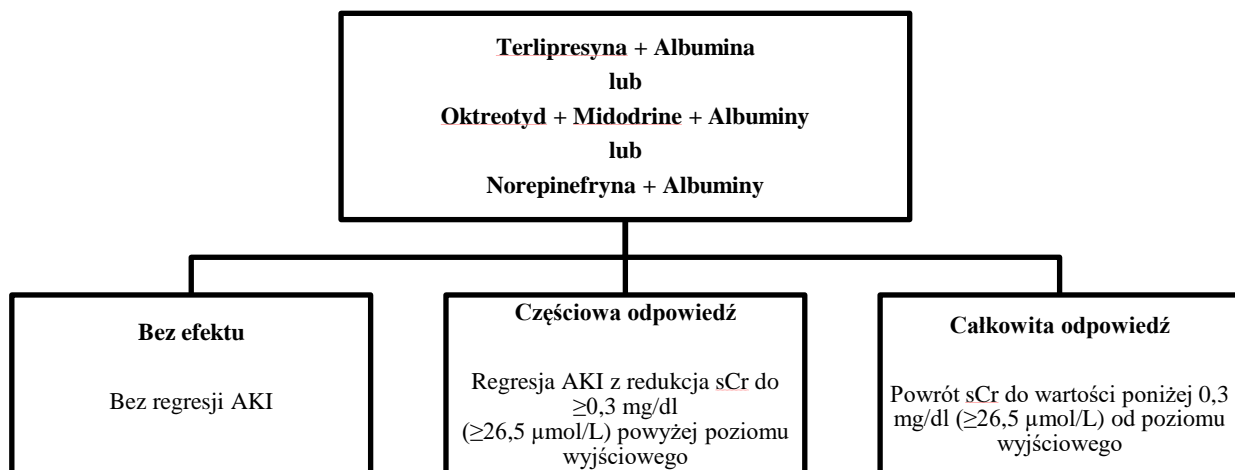 Terlipresyna + Albumina
lub
Oktreotyd + Midodrine + Albuminy
lub
Norepinefryna + Albuminy
Bez efektu
Bez regresji AKI
Częściowa odpowiedź
Regresja AKI z redukcja sCr do
≥0,3 mg/dl
(≥26,5 µmol/L) powyżej poziomu
wyjściowego
Całkowita odpowiedź
Powrót sCr do wartości poniżej 0,3
mg/dl (≥26,5 µmol/L) od poziomu
wyjściowego